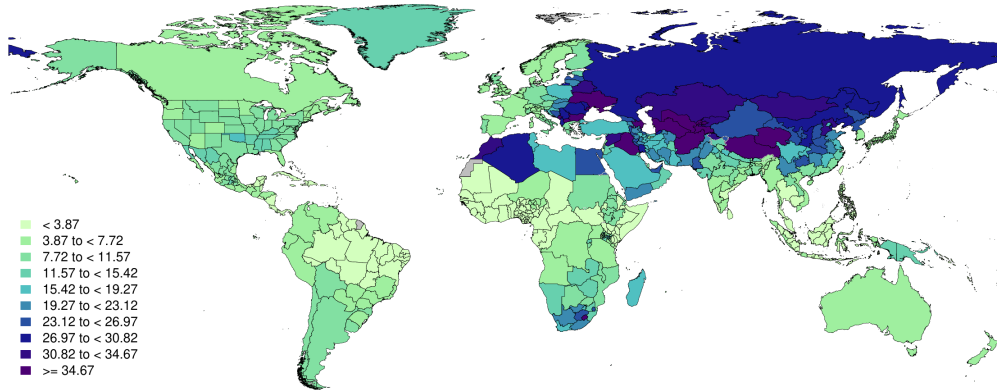 < 3.87
3.87 to < 7.72
7.72 to < 11.57
11.57 to < 15.42
15.42 to < 19.27
19.27 to < 23.12
23.12 to < 26.97
26.97 to < 30.82
30.82 to < 34.67
>= 34.67